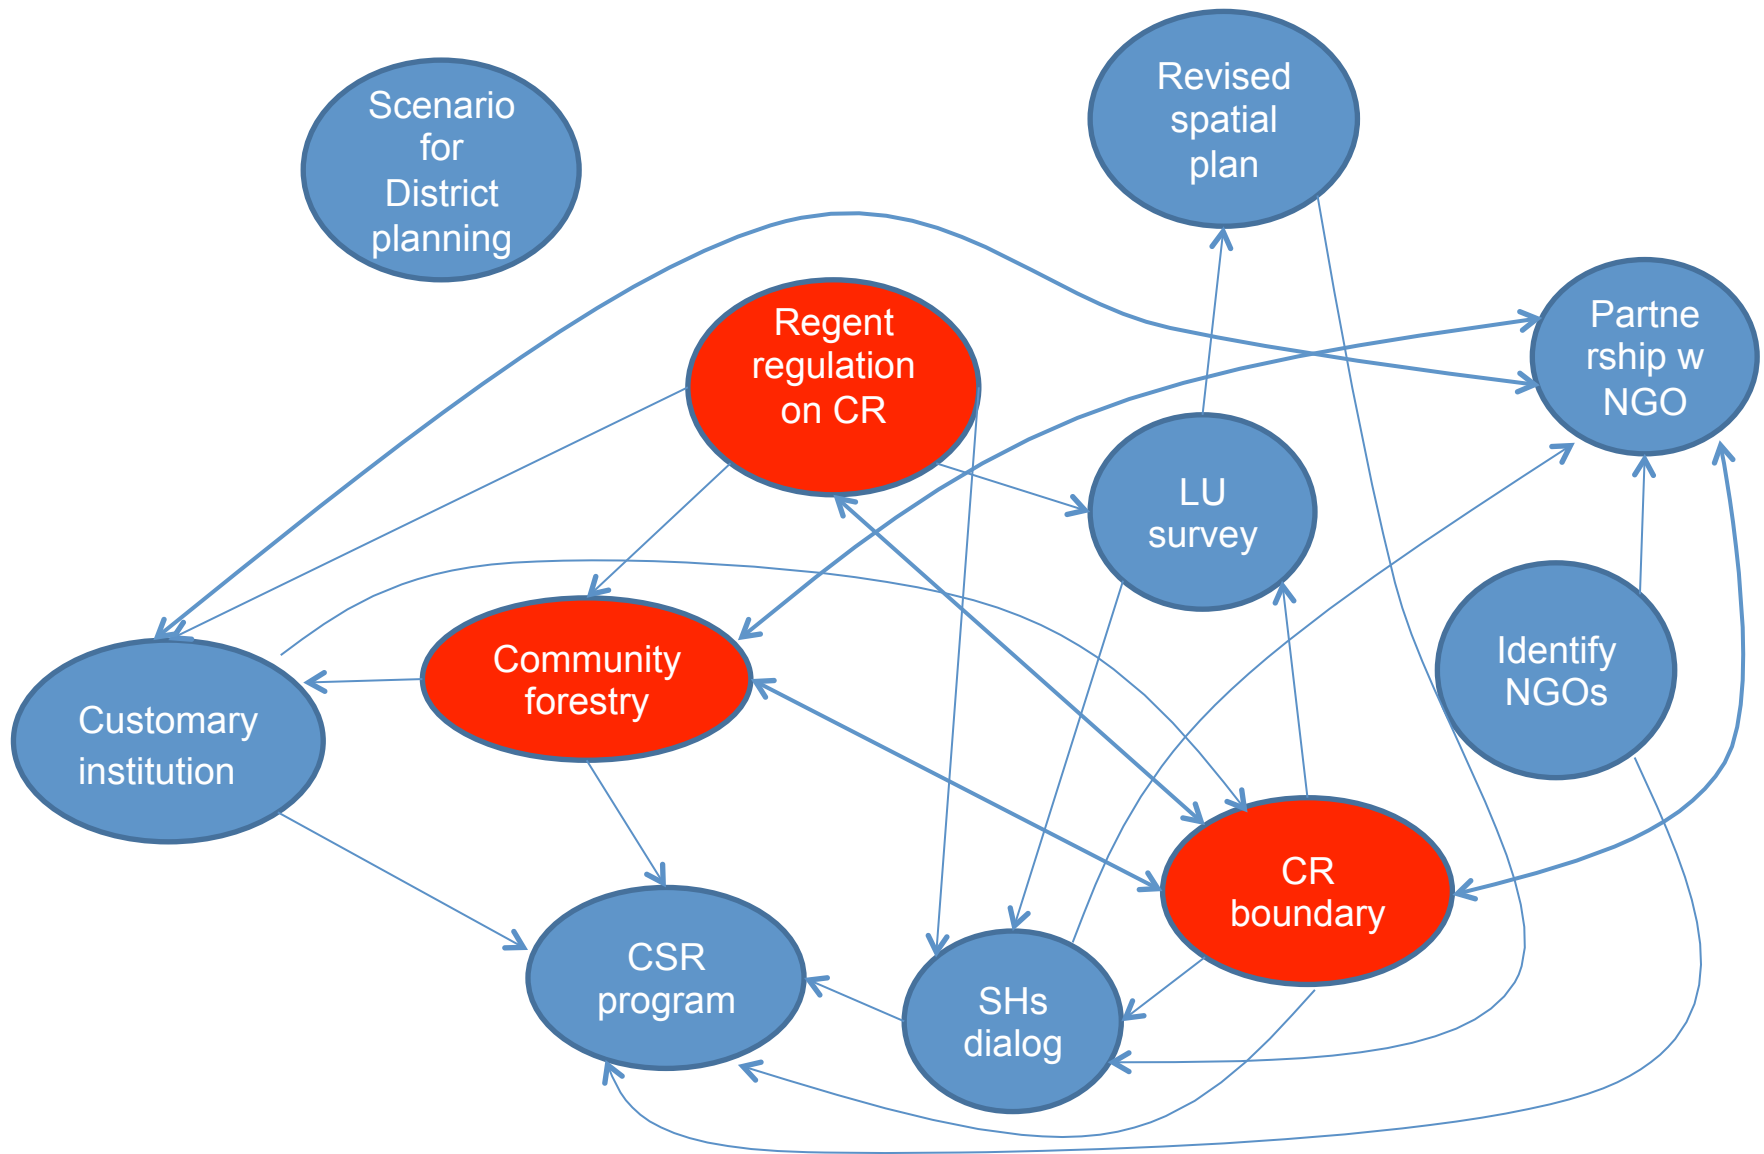 Scenario
for
District
planning
Revised
spatial
plan
Regent
regulation
on CR
Partne
rship w
NGO
LU
survey
Identify
NGOs
Community
forestry
Customary
institution
CR
boundary
CSR
program
SHs
dialog